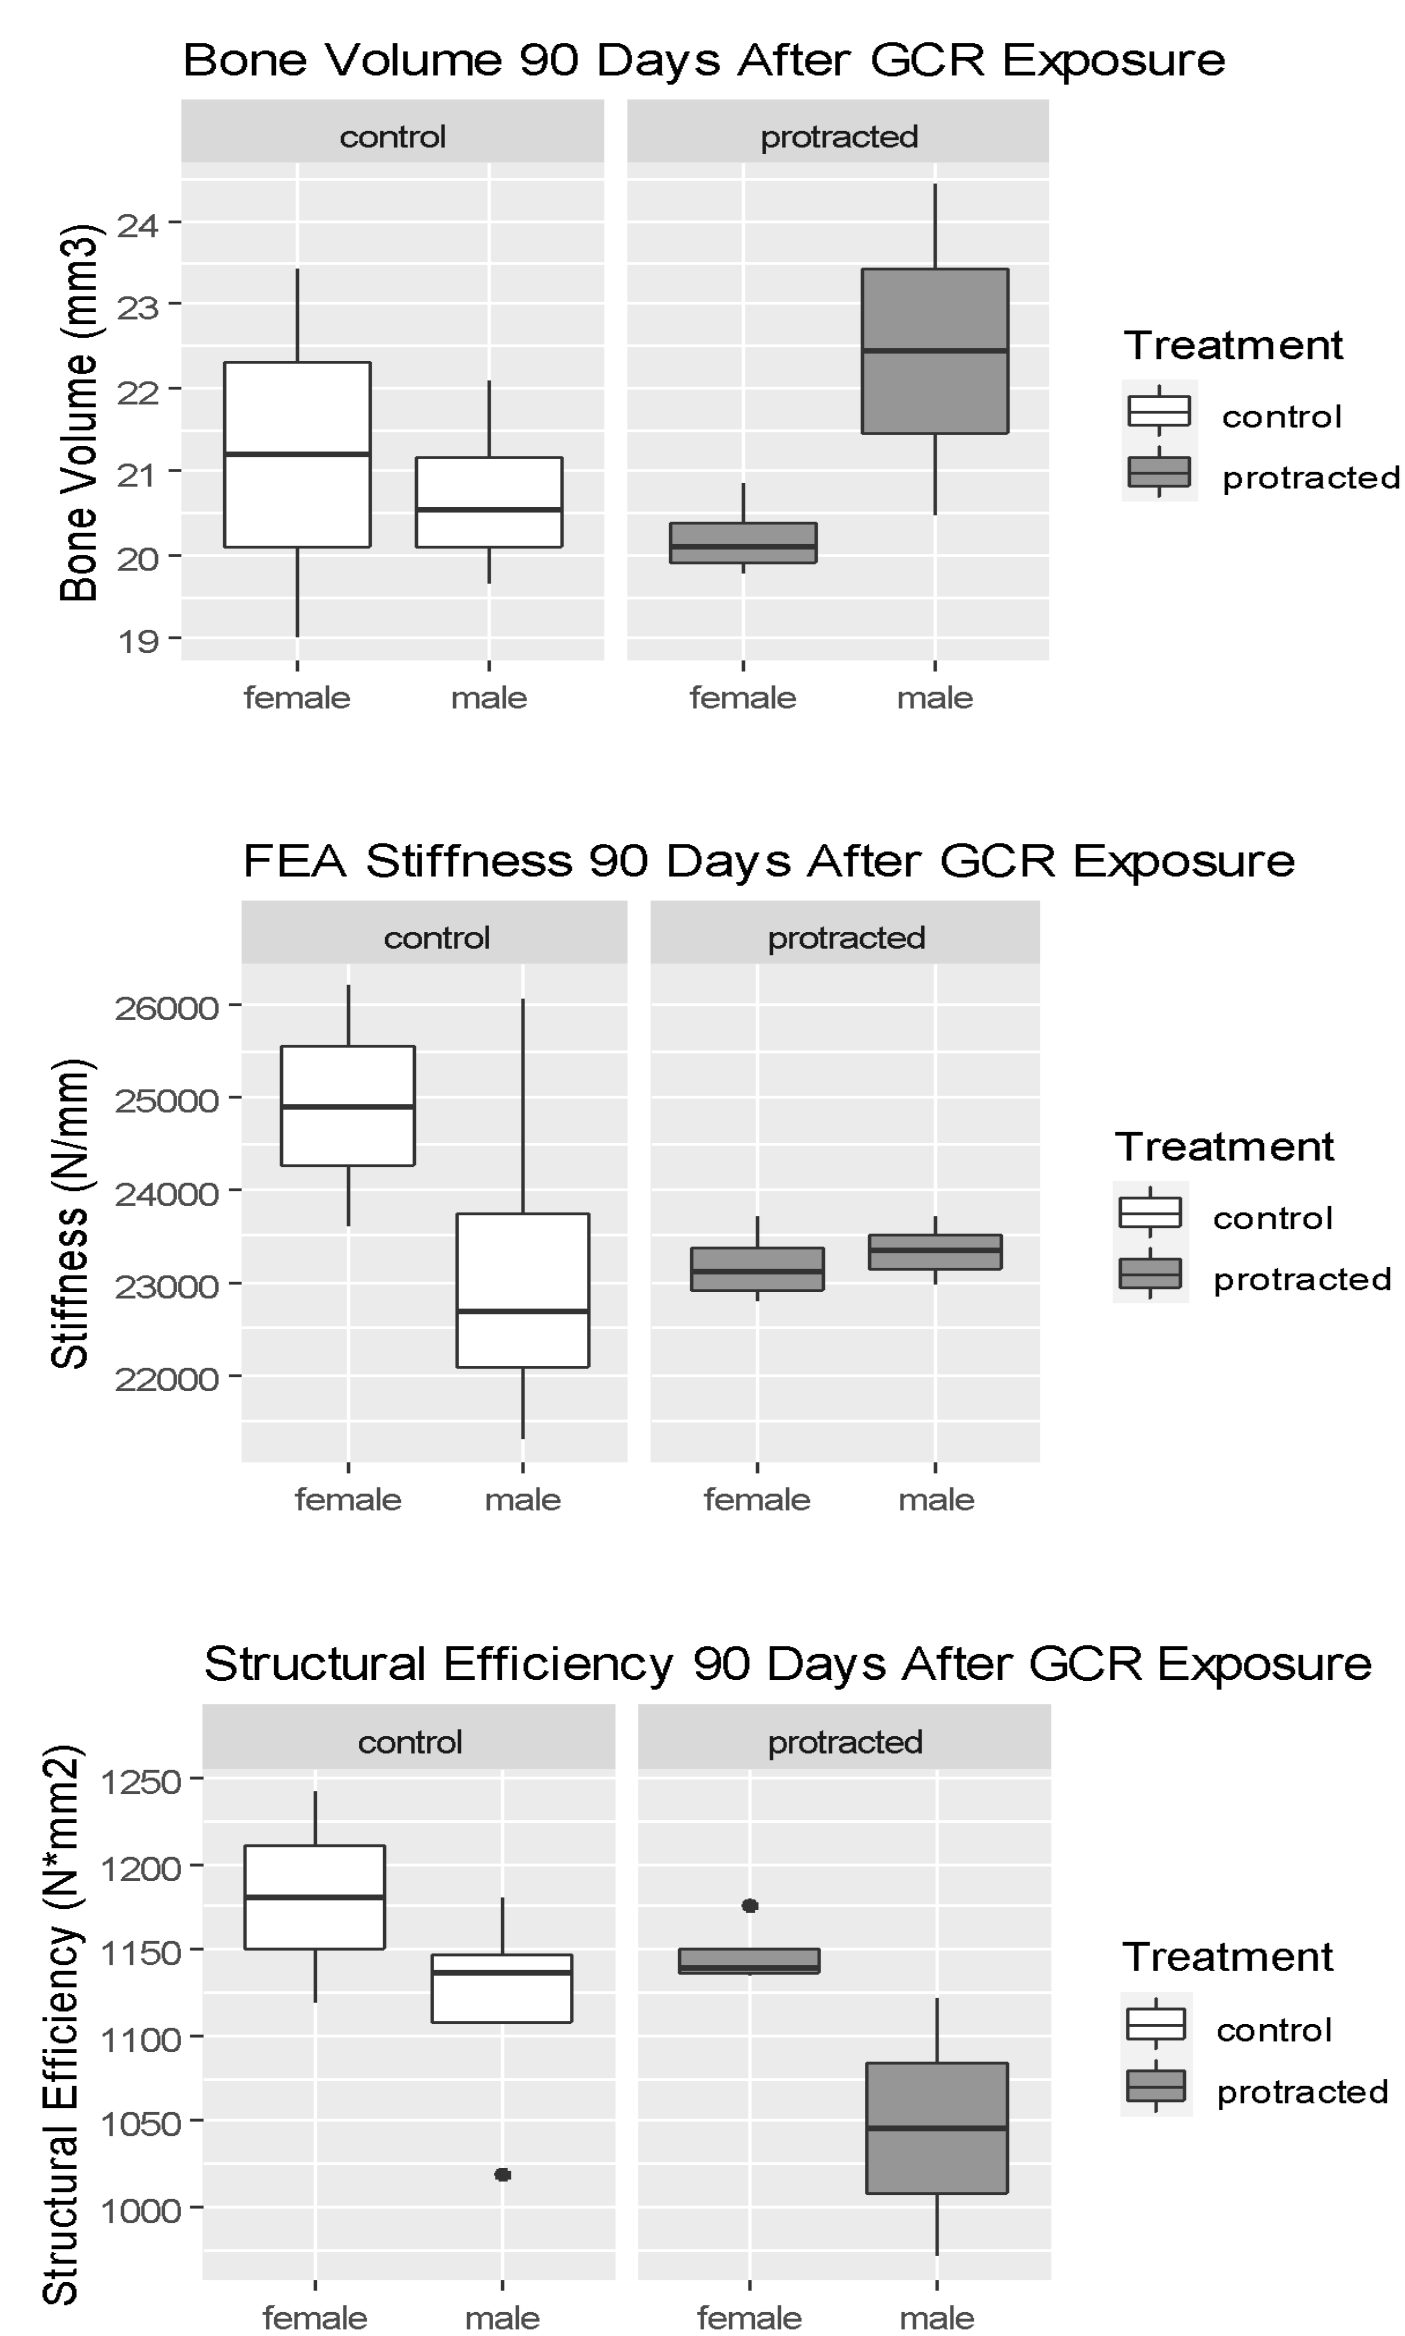 Bone Volume 90 Days After GCR Exposure
control
protracted
Bone Volume (mm3)
24
23
22
21
20
19
female
male
female
male
Treatment
control
protracted
FEA Stiffness 90 Days After GCR Exposure
control
protracted
Stiffness (N/mm)
26000
25000
24000
23000
22000
female
male
female
male
Treatment
control
protracted
Structural Efficiency 90 Days After GCR Exposure
control
protracted
Structural Efficiency (N*mm2)
1250
1200
1150
1100
1050
1000
female
male
female
male
Treatment
control
protracted